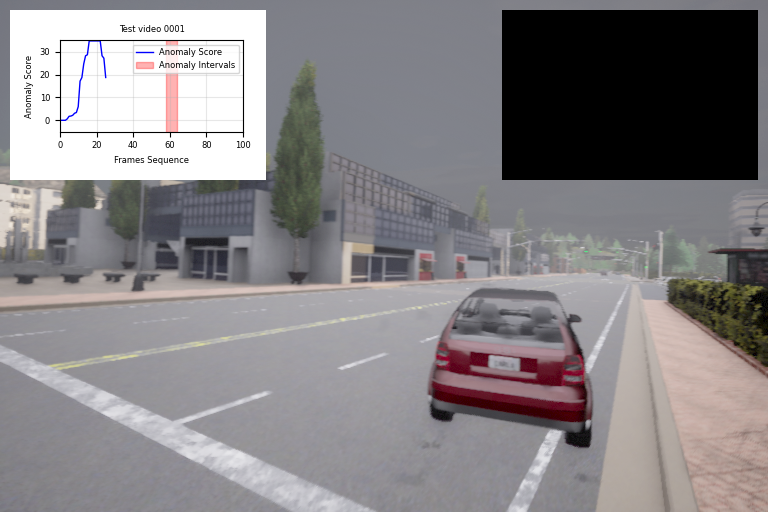 Test video 0001
Anomaly Score
Anomaly Intervals
Anomaly Score
30
20
10
0
0 20 40 60 80 100
Frames Sequence